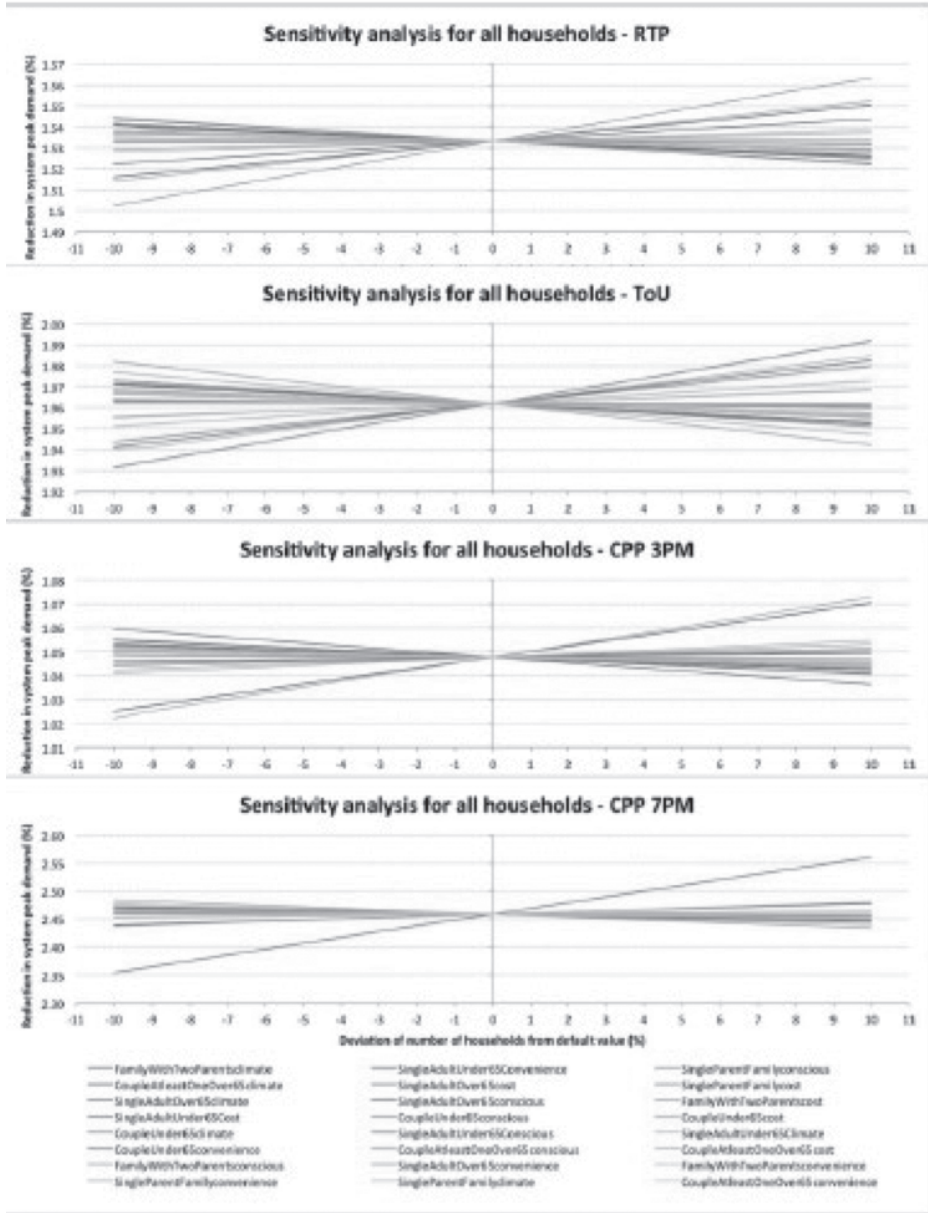 Sensitivity analysis for all households - RTP
Reduction in system peak demand (%)
1.57
1.56
1.55
1.54
1.53
1.52
1.51
1.5
1.49
-11 -10 -9 -8 -7 -6 -5 -4 -3 -2 -1 0 1 2 3 4 5 6 7 8 9 10 11
Sensitivity analysis for all households - ToU
Reduction in system peak demand (%)
2.00
1.99
1.98
1.97
1.96
1.95
1.94
1.93
1.92
-11 -10 -9 -8 -7 -6 -5 -4 -3 -2 -1 0 1 2 3 4 5 6 7 8 9 10 11
Sensitivity analysis for all households - CPP 3PM
Reduction in system peak demand (%)
1.08
1.07
1.06
1.05
1.04
1.03
1.02
1.01
-11 -10 -9 -8 -7 -6 -5 -4 -3 -2 -1 0 1 2 3 4 5 6 7 8 9 10 11
Sensitivity analysis for all households - CPP 7PM
Reduction in system peak demand (%)
2.60
2.55
2.50
2.45
2.40
2.35
2.30
-11 -10 -9 -8 -7 -6 -5 -4 -3 -2 -1 0 1 2 3 4 5 6 7 8 9 10 11
Deviation of number of households from default value (%)
FamilyWithTwoParentsclimate SingleAdultUnder65Convenience SingleParentFamilyconscious
CoupleAtleastOneOver65climate SingleAdultOver65cost SingleParentFamilycost
SingleAdultOver65climate SingleAdultOver65conscious FamilyWithTwoParentscost
SingleAdultUnder65Cost CoupleUnder65conscious CoupleUnder65cost
CoupleUnder65climate SingleAdultUnder65Conscious SingleAdultUnder65Climate
CoupleUnder65convenience CoupleAtleastOneOver65conscious CoupleAtleastOneOver65cost
FamilyWithTwoParentsconscious SingleAdultOver65convenience FamilyWithTwoParentsconvenience
SingleParentFamilyconvenience SingleParentFamilyclimate CoupleAtleastOneOver65convenience